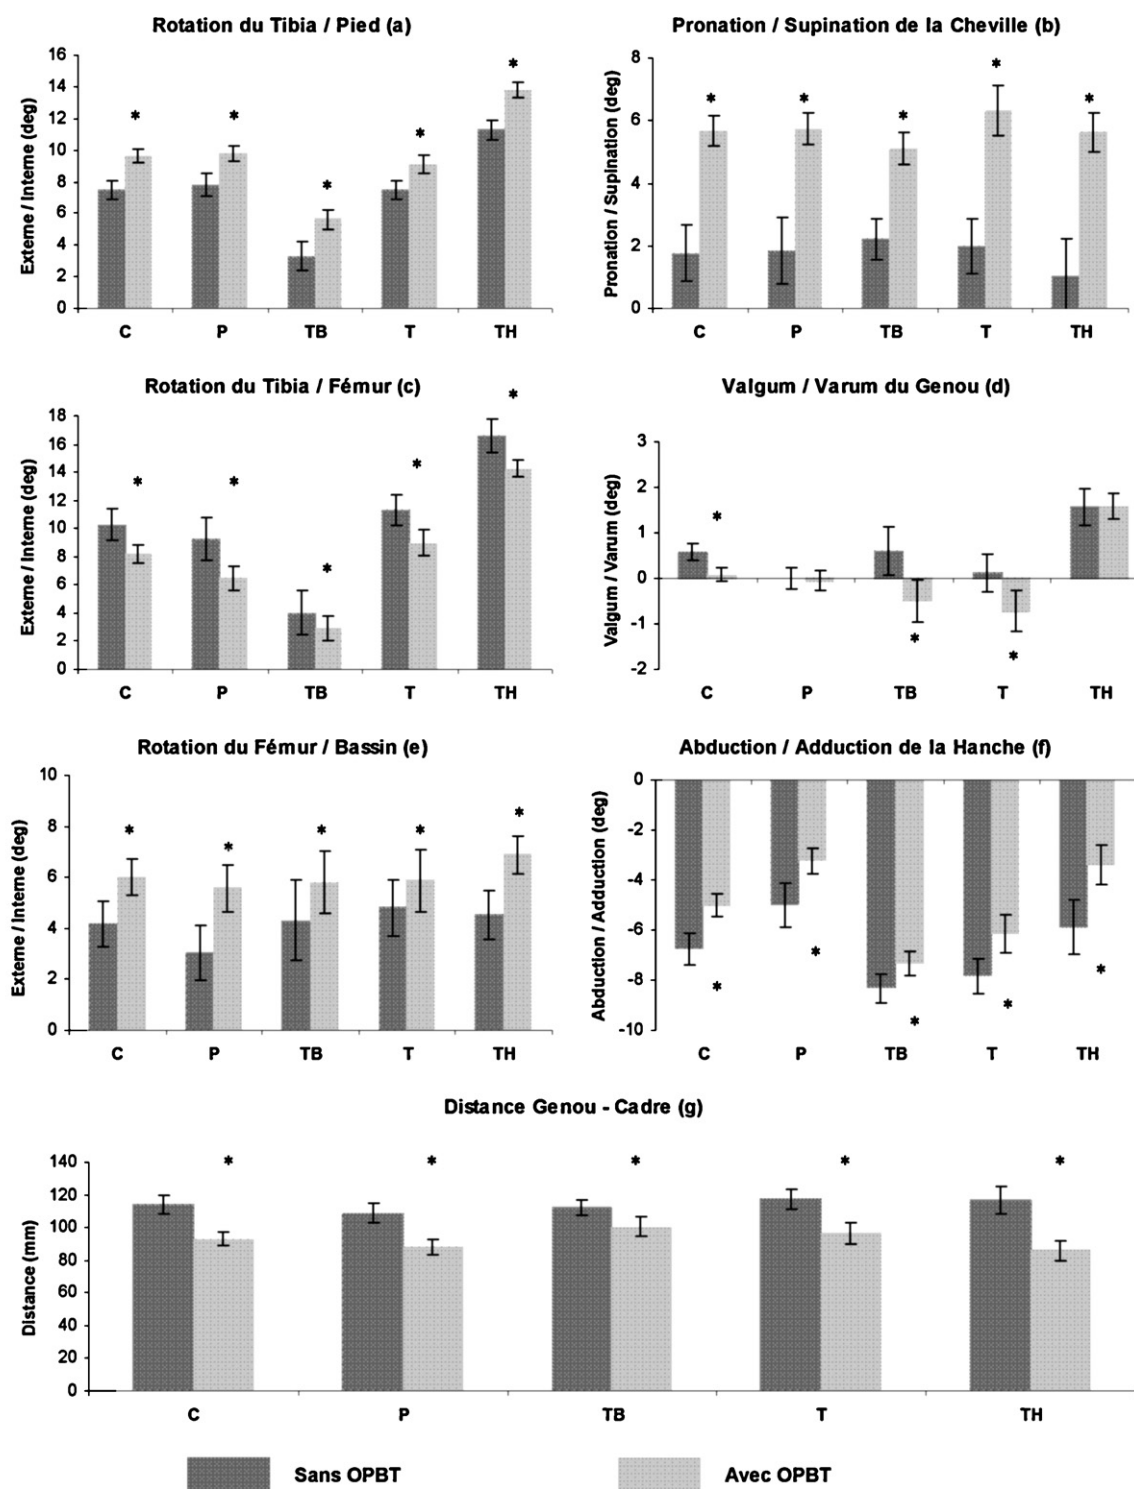 Rotation du Tibia / Pied (a)
Externe / Interne (deg)
16
14
12
10
8
6
4
2
0
*
*
*
*
*
C
P
TB
T
TH
Pronation / Supination de la Cheville (b)
Pronation / Supination (deg)
8
6
4
2
0
*
*
*
*
*
C
P
TB
T
TH
Rotation du Tibia / Fémur (c)
Externe / Interne (deg)
18
16
14
12
10
8
6
4
2
0
*
*
*
*
*
C
P
TB
T
TH
Valgum / Varum du Genou (d)
Valgum / Varum (deg)
3
2
1
0
-1
-2
*
*
*
C
P
TB
T
TH
Rotation du Fémur / Bassin (e)
Externe / Interne (deg)
10
8
6
4
2
0
*
*
*
*
*
C
P
TB
T
TH
Abduction / Adduction de la Hanche (f)
Abduction / Adduction (deg)
0
-2
-4
-6
-8
-10
*
*
*
*
*
C
P
TB
T
TH
Distance Genou - Cadre (g)
Distance (mm)
140
120
100
80
60
40
20
0
*
*
*
*
*
C
P
TB
T
TH
Sans OPBT
Avec OPBT